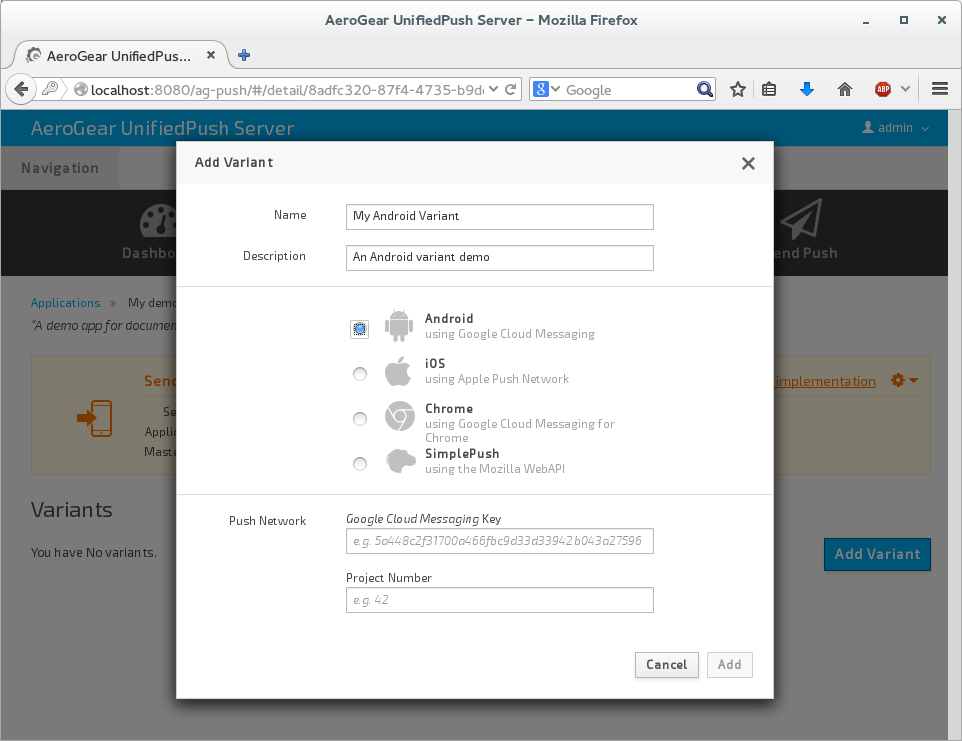 AeroGear UnifiedPush Server – Mozilla Firefox
AeroGear UnifiedPus...
localhost:8080/ag-push/#/detail/8adfc320-87f4-4735-b9d
8
Google
ABP
AeroGear UnifiedPush Server
admin
Navigation
Add Variant
Name
My Android Variant
Description
An Android variant demo
Dashbo
end Push
Applications » My demo
"A demo app for documen
Android
using Google Cloud Messaging
iOS
using Apple Push Network
Chrome
using Google Cloud Messaging for
Chrome
SimplePush
using the Mozilla WebAPI
Send
implementation
Se
Applic
Maste
Variants
You have No variants.
Add Variant
Push Network
Google Cloud Messaging Key
e.g. 5a448c2f31700a466fbc9d33d33942b043a27596
Project Number
e.g. 42
Cancel
Add